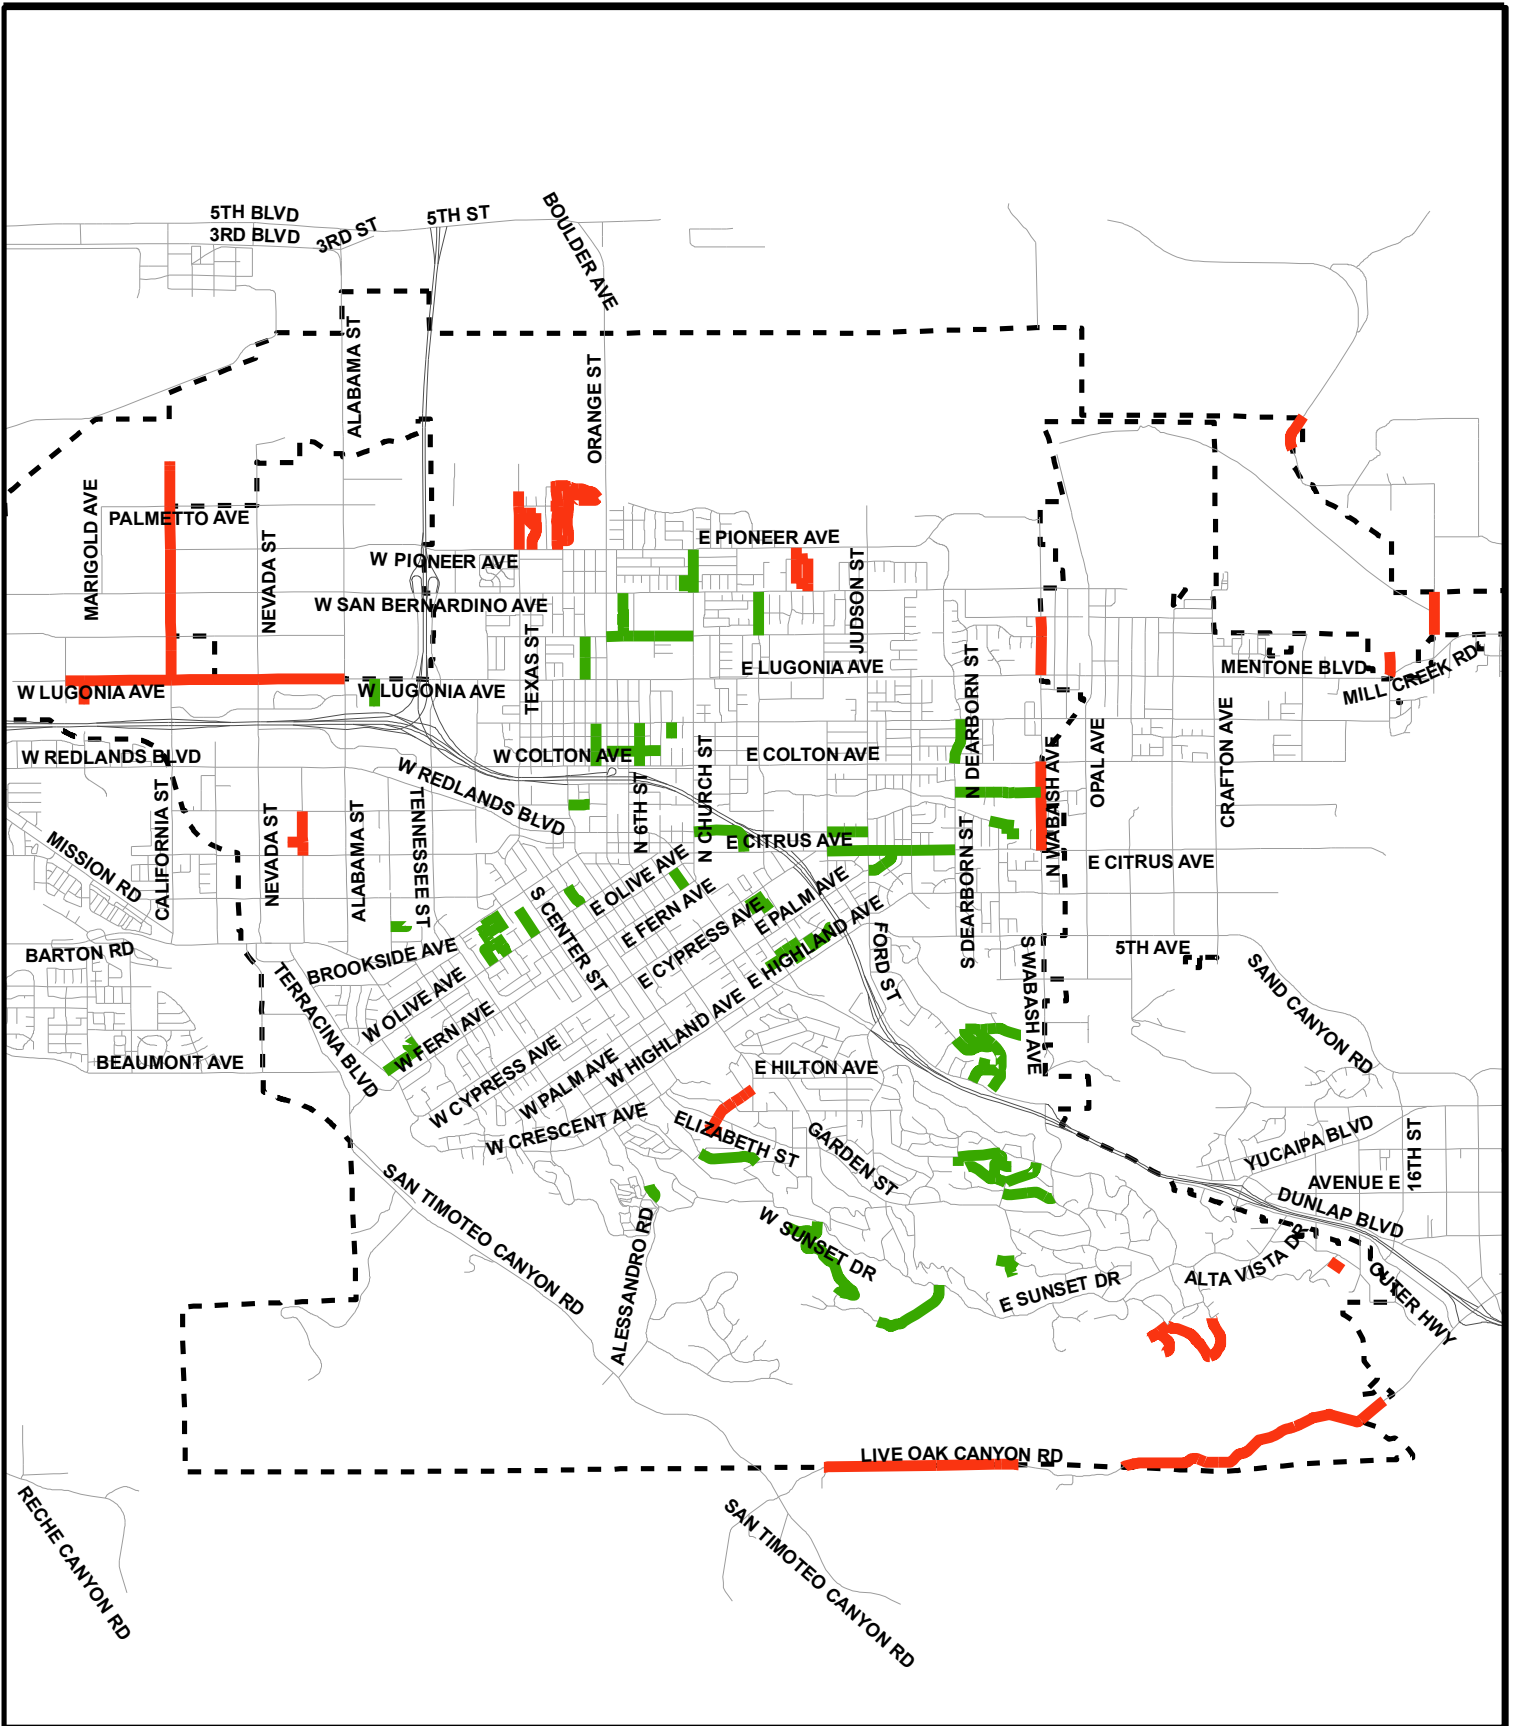 5TH BLVD
3RD BLVD
3RD ST
5TH ST
BOULDER AVE
ALABAMA ST
ORANGE ST
MARIGOLD AVE
PALMETTO AVE
NEVADA ST
W PIONEER AVE
E PIONEER AVE
W SAN BERNARDINO AVE
JUDSON ST
TEXAS ST
E LUGONIA AVE
W LUGONIA AVE
W LUGONIA AVE
N DEARBORN ST
MENTONE BLVD
MILL CREEK RD
W REDLANDS BLVD
W REDLANDS BLVD
W COLTON AVE
E COLTON AVE
N CHURCH ST
N 6TH ST
N WABASH AVE
OPAL AVE
CRAFTON AVE
MISSION RD
CALIFORNIA ST
NEVADA ST
ALABAMA ST
TENNESSEE ST
E CITRUS AVE
E CITRUS AVE
S DEARBORN ST
E OLIVE AVE
E FERN AVE
S CENTER ST
E CYPRESS AVE
E PALM AVE
E HIGHLAND AVE
FORD ST
BARTON RD
BROOKSIDE AVE
W OLIVE AVE
W FERN AVE
TERRACINA BLVD
BEAUMONT AVE
S WABASH AVE
5TH AVE
SAND CANYON RD
W CYPRESS AVE
W PALM AVE
W HIGHLAND AVE
W CRESCENT AVE
E HILTON AVE
ELIZABETH ST
GARDEN ST
YUCAIPA BLVD
16TH ST
AVENUE E
DUNLAP BLVD
SAN TIMOTEO CANYON RD
ALESSANDRO RD
W SUNSET DR
E SUNSET DR
ALTA VISTA DR
OUTER HWY
LIVE OAK CANYON RD
RECHE CANYON RD
SAN TIMOTEO CANYON RD